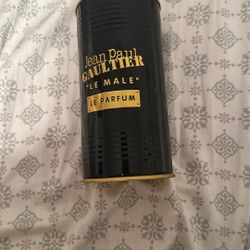 Jean Paul
GAULTIER
"LE MALE"
LE PARFUM